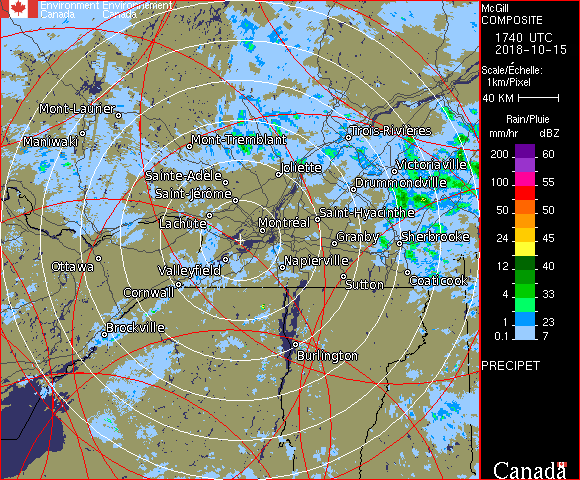 Environment Environnement
Canada Canada
McGill
COMPOSITE
1740 UTC
2018-10-15
Scale/Échelle:
1km/Pixel
40 KM
Rain/Pluie
mm/hr dBZ
200 60
150 57
100 55
50 50
24 45
12 40
4 33
1 23
0.1 7
PRECIPET
Canada
Mont-Laurier
Maniwaki
Mont-Tremblant
Trois-Rivières
Joliette
Victoriaville
Sainte-Adèle
Drummondville
Saint-Jérôme
Saint-Hyacinthe
Lachute
Montréal
Granby
Sherbrooke
Ottawa
Valleyfield
Napierville
Cornwall
Sutton
Coaticook
Brockville
Burlington